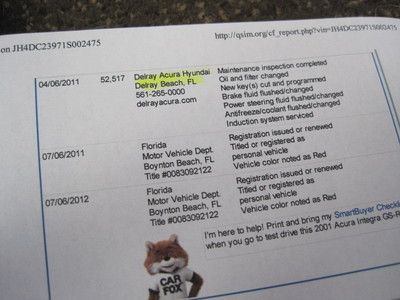 on JH4DC23971S002475
http://qsim.org/cf_report.php?vin=JH4DC23971S002475
04/06/2011
52,517
Delray Acura Hyundai
Delray Beach, FL
561-265-0000
delrayacura.com
Maintenance inspection completed
Oil and filter changed
New key(s) cut and programmed
Brake fluid flushed/changed
Power steering fluid flushed/changed
Antifreeze/coolant flushed/changed
Induction system serviced
07/06/2011
Florida
Motor Vehicle Dept.
Boynton Beach, FL
Title #0083092122
Registration issued or renewed
Titled or registered as
personal vehicle
Vehicle color noted as Red
07/06/2012
Florida
Motor Vehicle Dept.
Boynton Beach, FL
Title #0083092122
Registration issued or renewed
Titled or registered as
personal vehicle
Vehicle color noted as Red
I'm here to help! Print and bring my SmartBuyer Checkli
when you go to test drive this 2001 Acura Integra GS-R
CAR
FOX